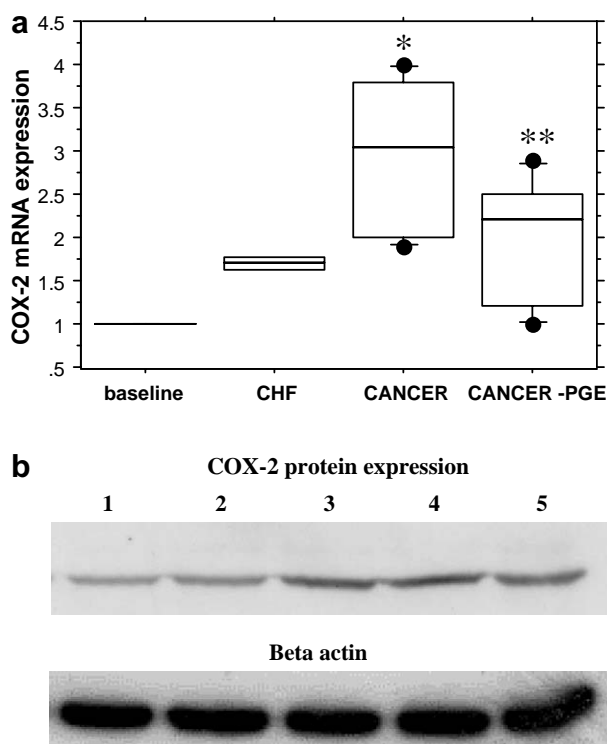 a
COX-2 mRNA expression
4.5
4
3.5
3
2.5
2
1.5
1
.5
*
**
baseline CHF CANCER CANCER -PGE
b
COX-2 protein expression
1 2 3 4 5
Beta actin